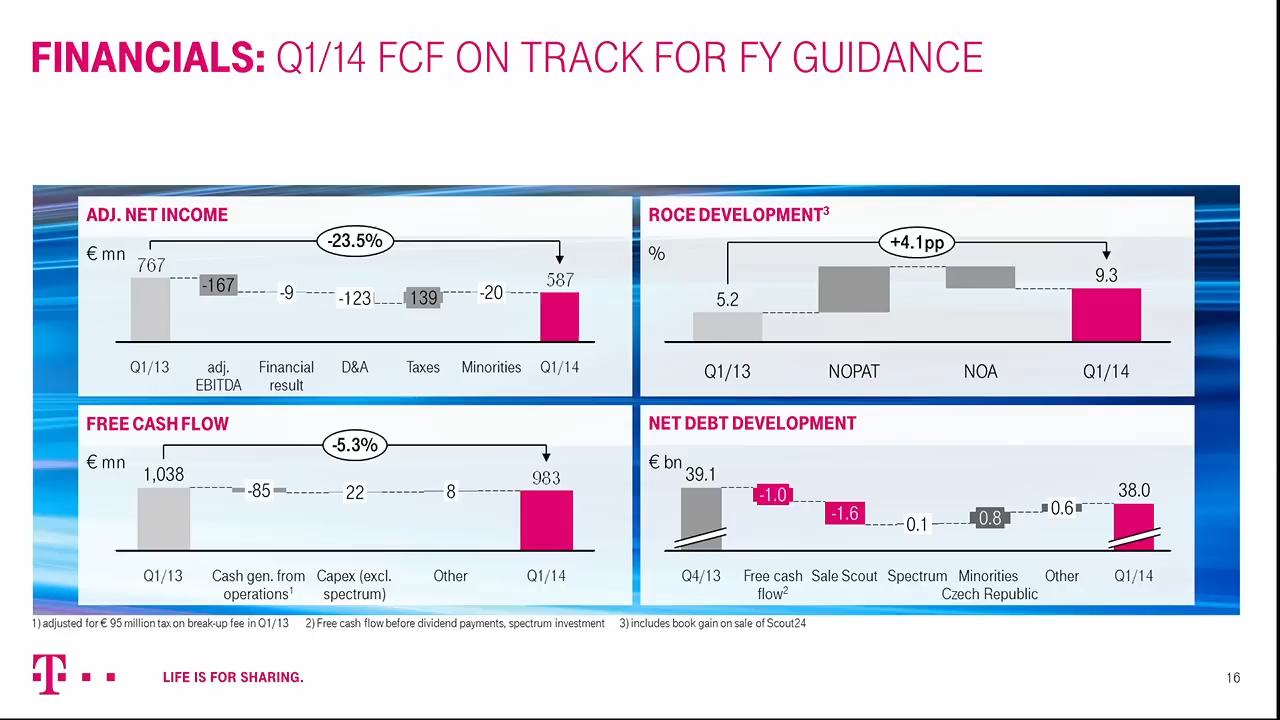 FINANCIALS: Q1/14 FCF ON TRACK FOR FY GUIDANCE
ADJ. NET INCOME
€ mn
-23.5%
767
-167
-9
-123
139
-20
587
Q1/13
adj. EBITDA
Financial result
D&A
Taxes
Minorities
Q1/14
ROCE DEVELOPMENT3
%
+4.1pp
5.2
9.3
Q1/13
NOPAT
NOA
Q1/14
FREE CASH FLOW
€ mn
-5.3%
1,038
-85
22
8
983
Q1/13
Cash gen. from operations1
Capex (excl. spectrum)
Other
Q1/14
NET DEBT DEVELOPMENT
€ bn
39.1
-1.0
-1.6
0.1
0.8
0.6
38.0
Q4/13
Free cash flow2
Sale Scout
Spectrum
Minorities Czech Republic
Other
Q1/14
1) adjusted for € 95 million tax on break-up fee in Q1/13 2) Free cash flow before dividend payments, spectrum investment 3) includes book gain on sale of Scout24
T
LIFE IS FOR SHARING.
16